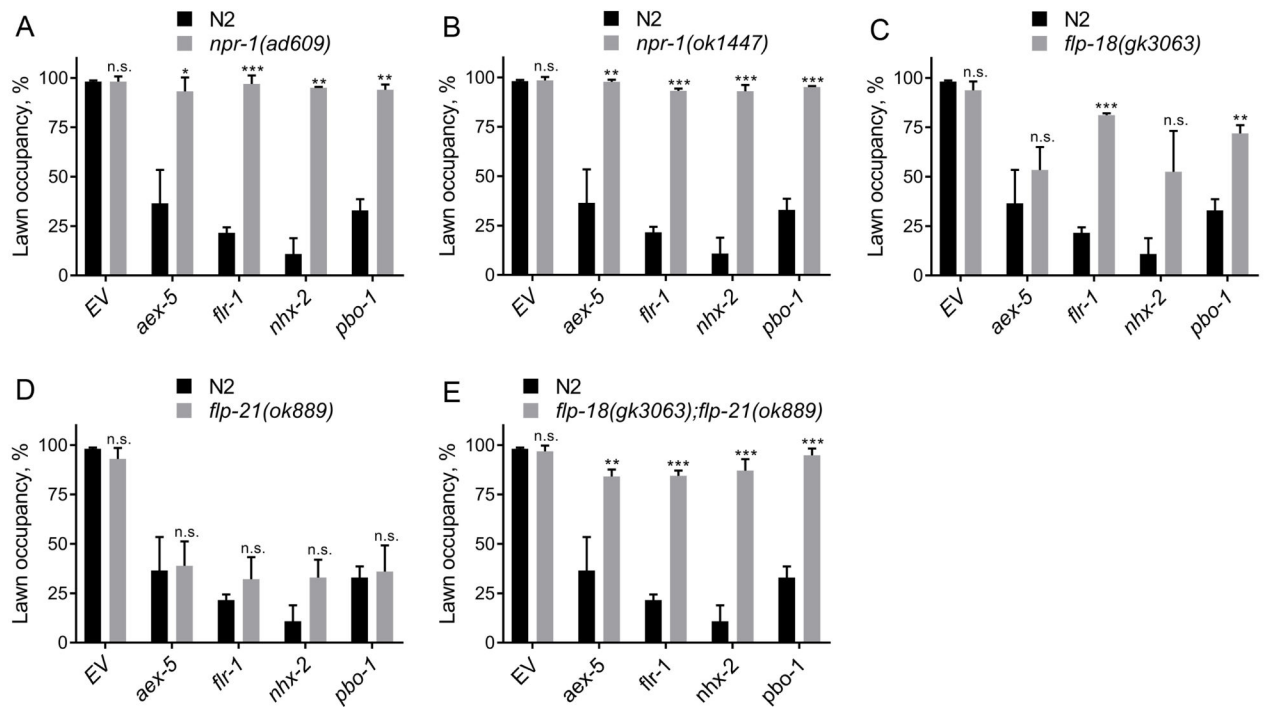 A
N2
npr-1(ad609)
Lawn occupancy, %
100
75
50
25
0
n.s.
*
***
**
**
EV
aex-5
flr-1
nhx-2
pbo-1
B
N2
npr-1(ok1447)
Lawn occupancy, %
100
75
50
25
0
n.s.
**
***
***
***
EV
aex-5
flr-1
nhx-2
pbo-1
C
N2
flp-18(gk3063)
Lawn occupancy, %
100
75
50
25
0
n.s.
n.s.
***
n.s.
**
EV
aex-5
flr-1
nhx-2
pbo-1
D
N2
flp-21(ok889)
Lawn occupancy, %
100
75
50
25
0
n.s.
n.s.
n.s.
n.s.
n.s.
EV
aex-5
flr-1
nhx-2
pbo-1
E
N2
flp-18(gk3063);flp-21(ok889)
Lawn occupancy, %
100
75
50
25
0
n.s.
**
***
***
***
EV
aex-5
flr-1
nhx-2
pbo-1